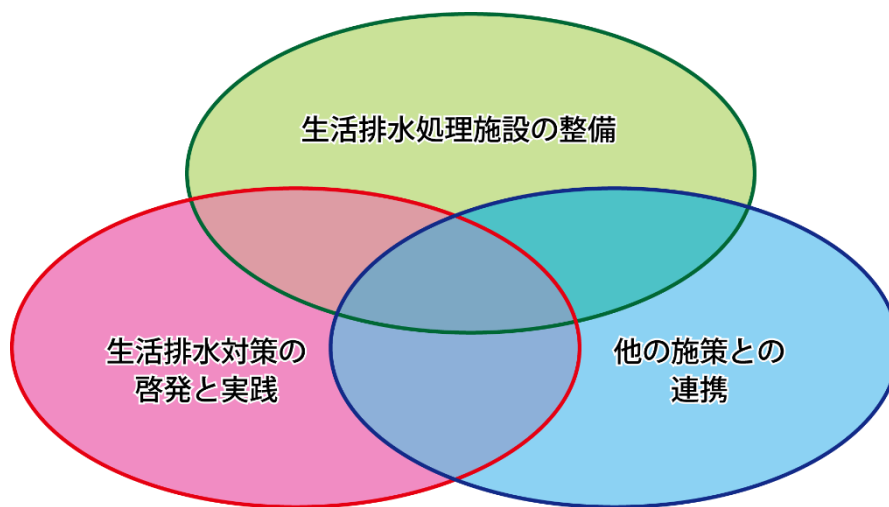 生活排水処理施設の整備
生活排水対策の
啓発と実践
他の施策との
連携